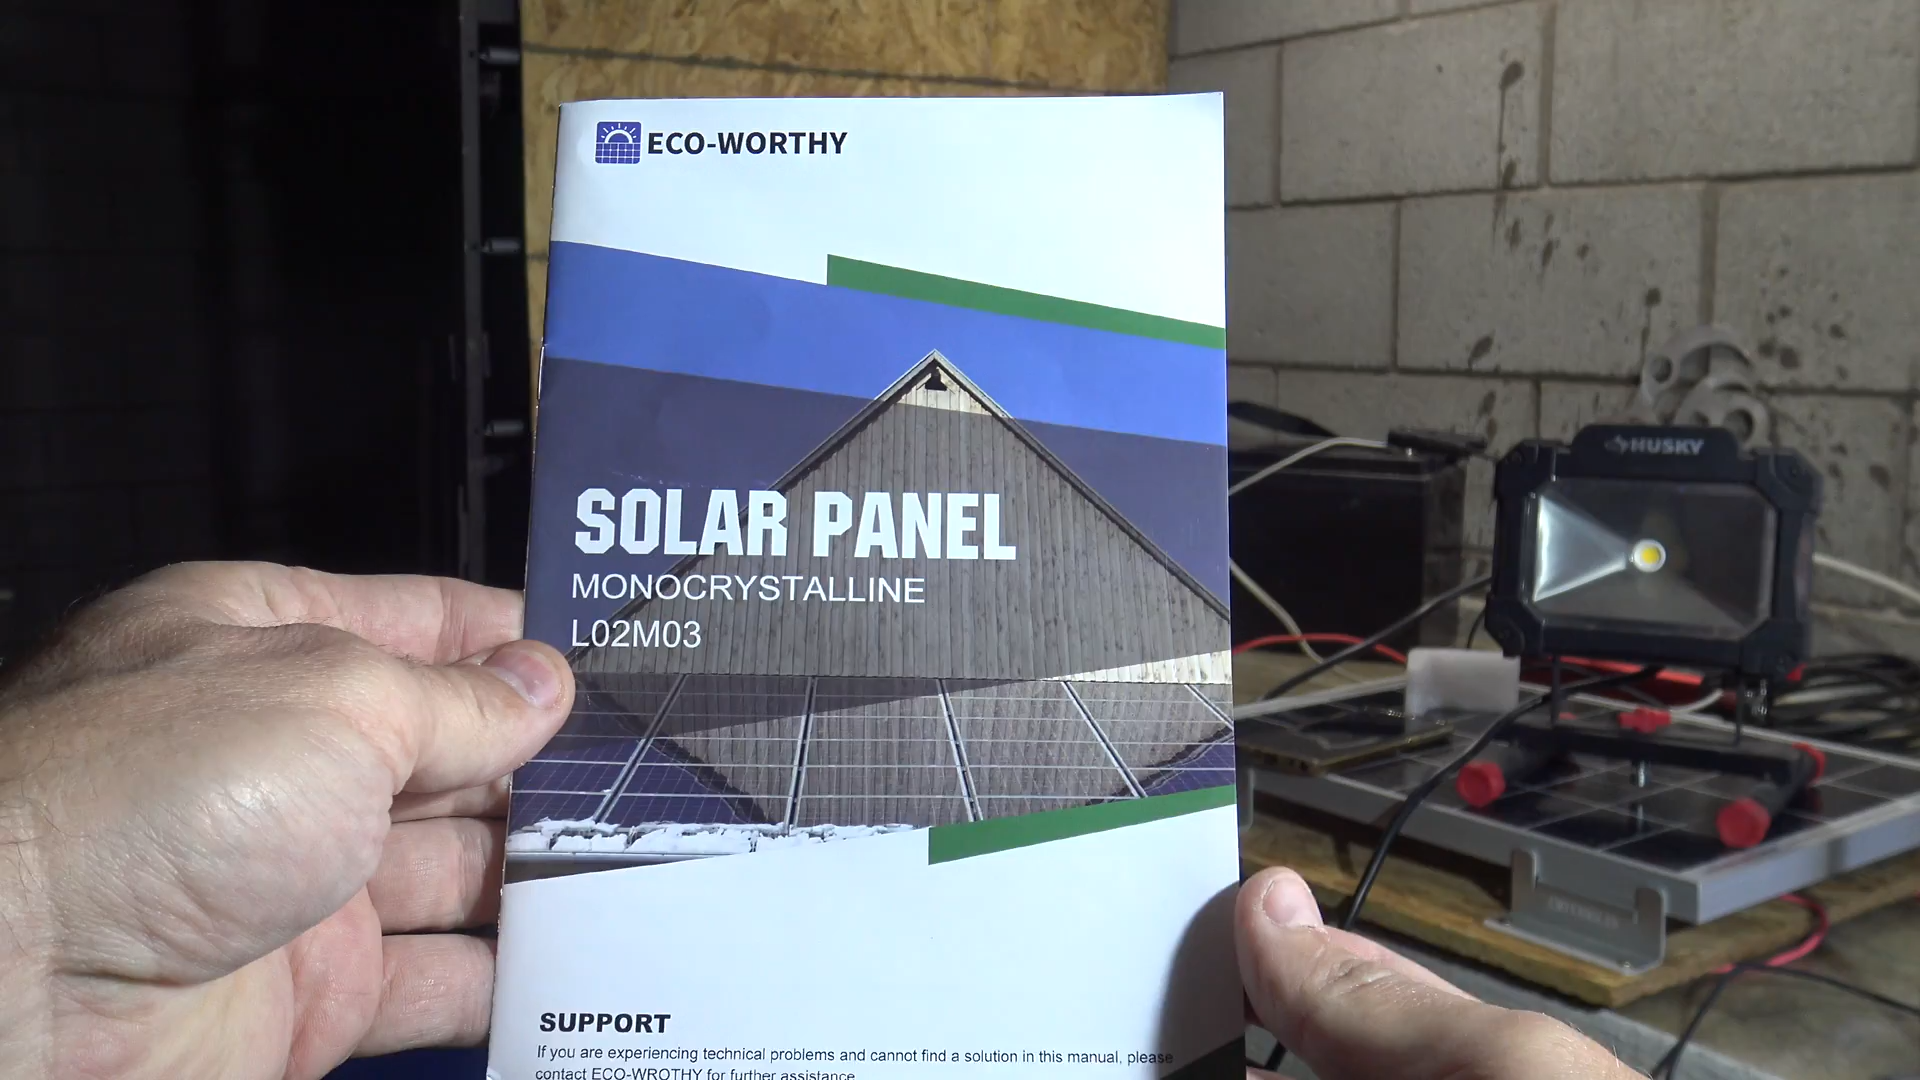 ECO-WORTHY
SOLAR PANEL
MONOCRYSTALLINE
L02M03
SUPPORT
If you are experiencing technical problems and cannot find a solution in this manual, please
contact ECO-WROTHY for further assistance
HUSKY